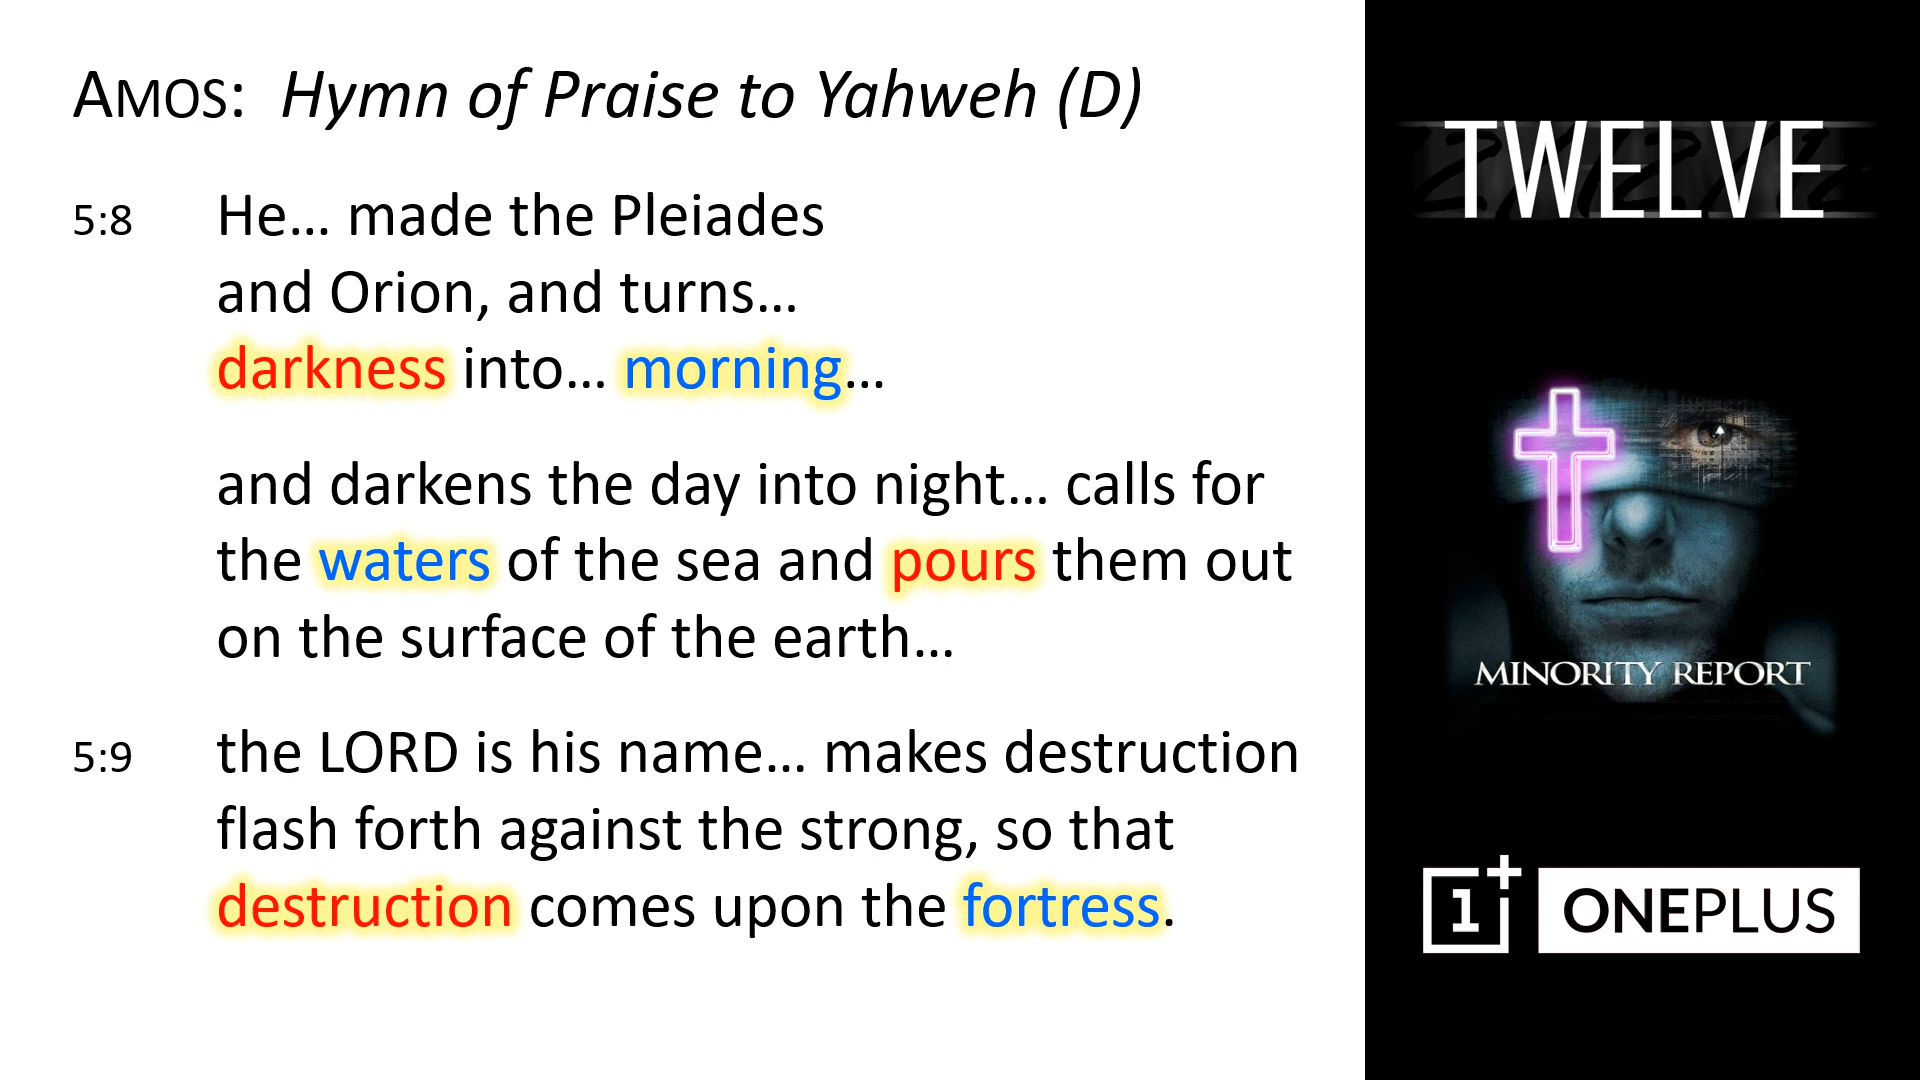 AMOS: Hymn of Praise to Yahweh (D)
5:8 He… made the Pleiades
and Orion, and turns…
darkness into… morning…
and darkens the day into night… calls for
the waters of the sea and pours them out
on the surface of the earth…
5:9 the LORD is his name… makes destruction
flash forth against the strong, so that
destruction comes upon the fortress.
TWELVE
MINORITY REPORT
1+ ONEPLUS